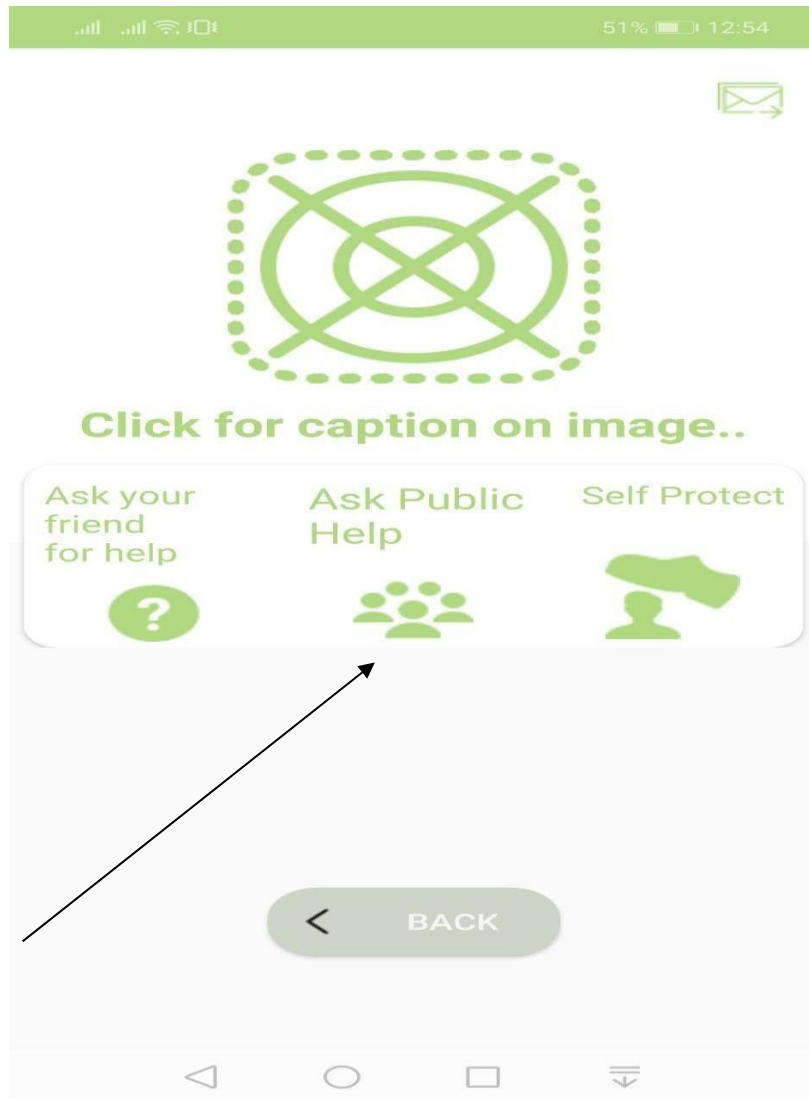 51% 12:54
Click for caption on image..
Ask your
friend
for help
?
Ask Public
Help
Self Protect
BACK